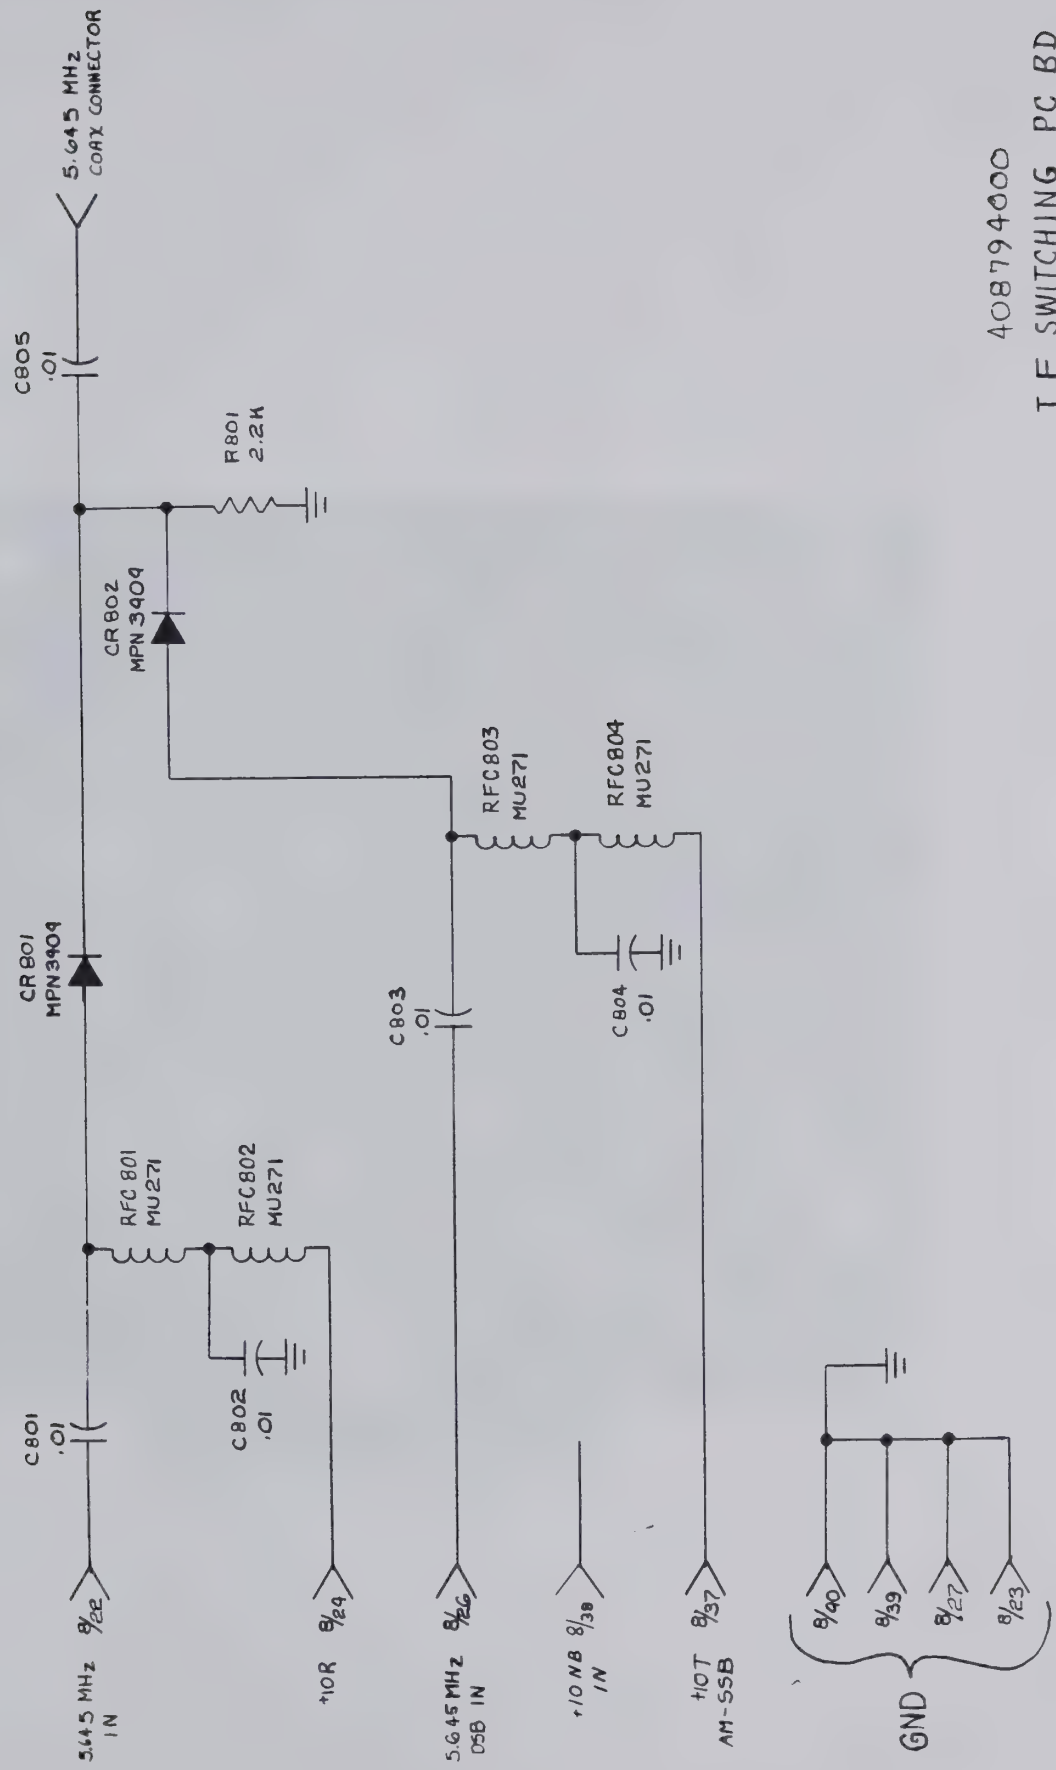 5.645 MHz
COAX CONNECTOR
C805
.01
R801
2.2K
CR802
MPN 3404
CR801
MPN3404
RFC803
MU271
RFC804
MU271
C803
.01
C804
.01
RFC 801
MU271
RFC802
MU271
C801
.01
C802
.01
5.645 MHz
IN
8/22
+10R
8/24
5.645 MHz
DSB IN
8/26
+10 NB
IN
8/38
+10T
AM-SSB
8/37
GND
8/40
8/39
8/27
8/23
408794000
I F SWITCHING PC BD